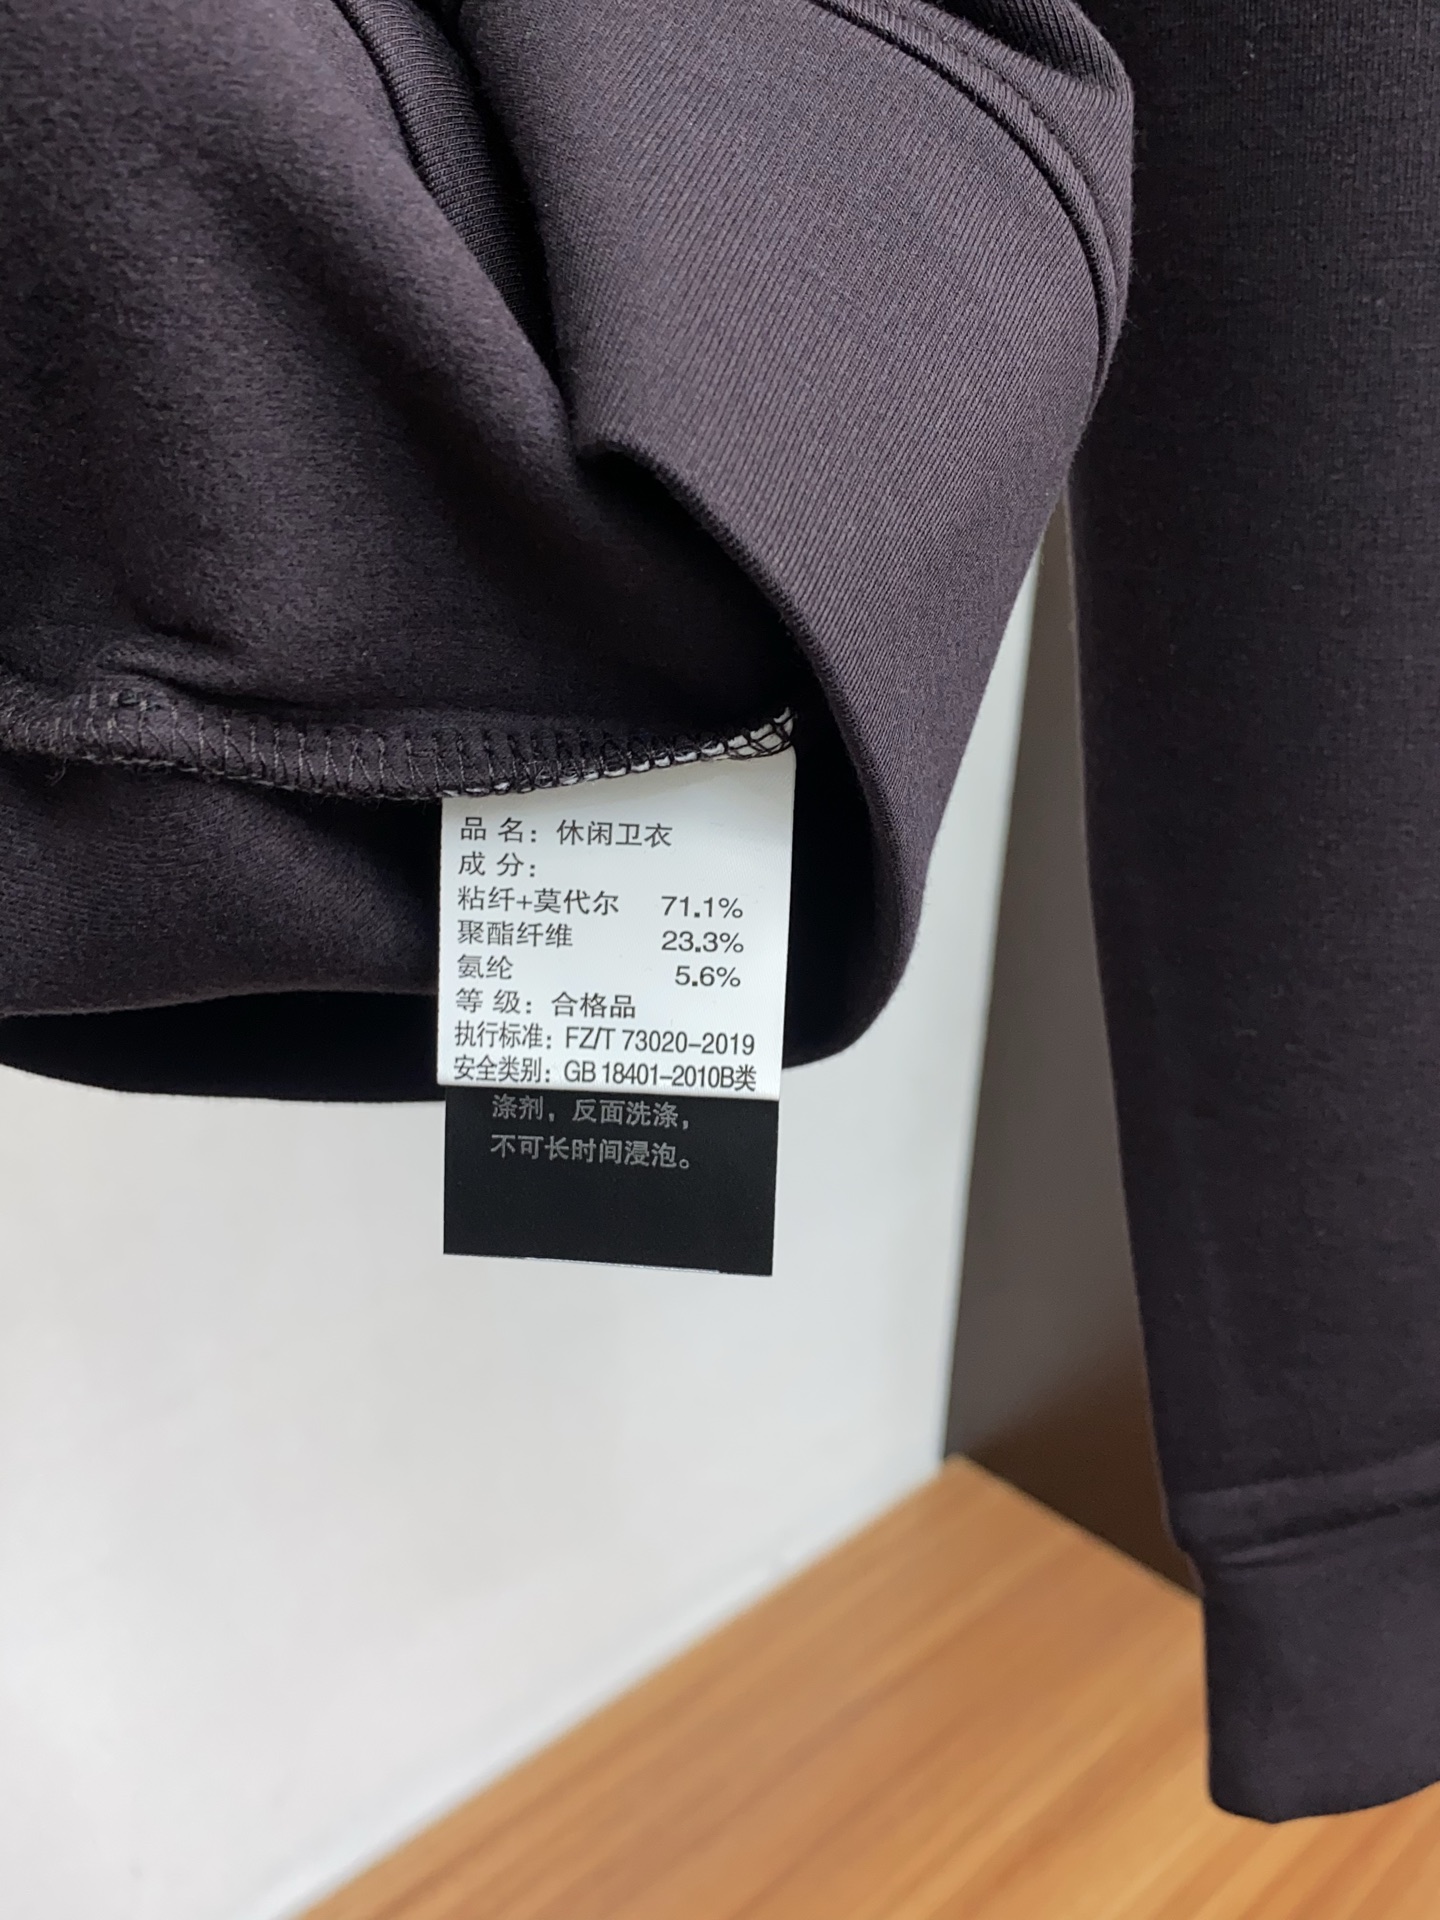 品 名：休闲卫衣
成 分：
粘纤+莫代尔 71.1%
聚酯纤维 23.3%
氨纶 5.6%
等 级：合格品
执行标准：FZ/T 73020-2019
安全类别：GB 18401-2010B类
涤剂，反面洗涤，
不可长时间浸泡。